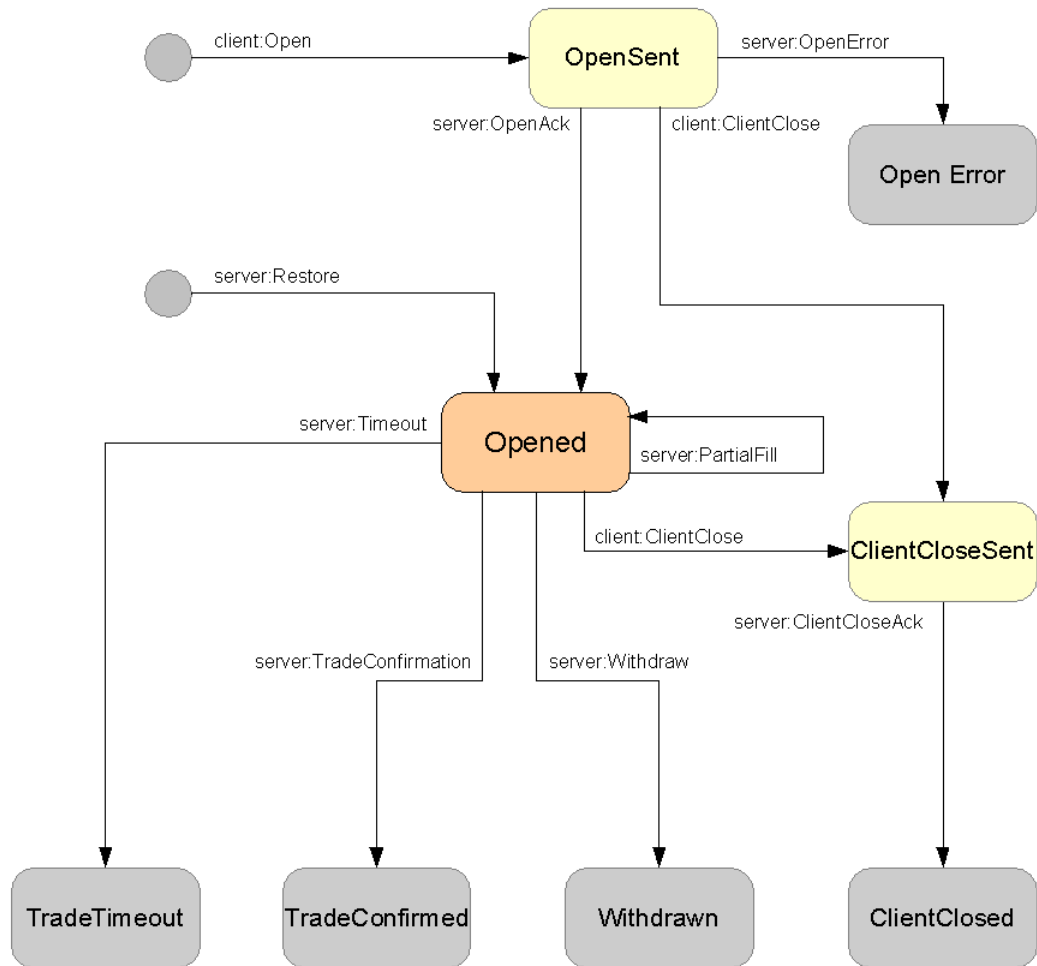 client:Open
OpenSent
server:OpenError
server:OpenAck
client:ClientClose
Open Error
server:Restore
server:Timeout
Opened
server:PartialFill
client:ClientClose
ClientCloseSent
server:ClientCloseAck
server:TradeConfirmation
server:Withdraw
TradeTimeout
TradeConfirmed
Withdrawn
ClientClosed